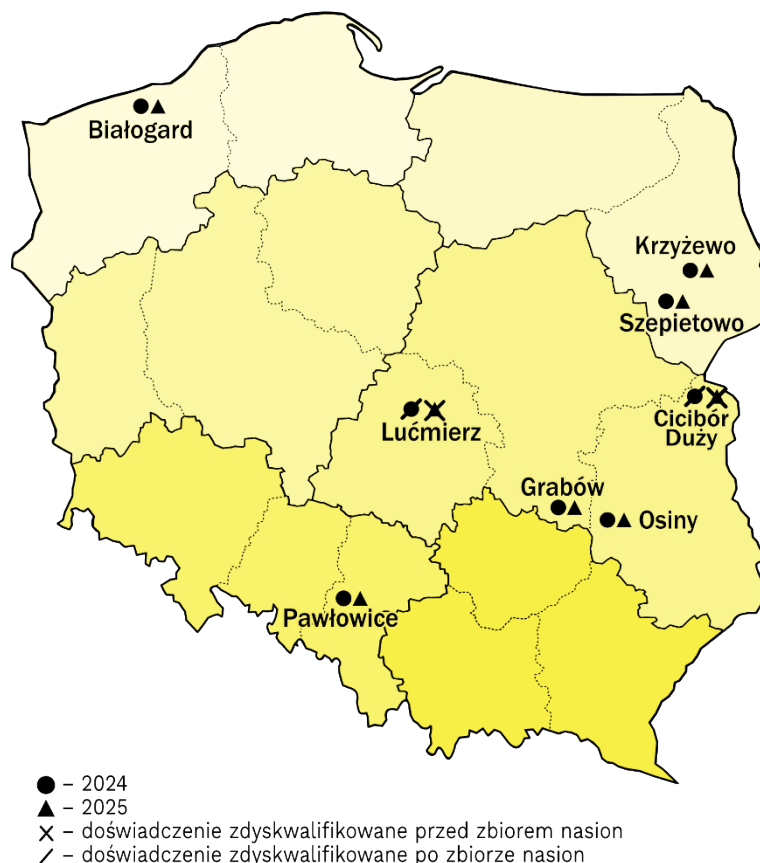 Białogard
Krzyżewo
Szepietowo
Lućmierz
Cicibór
Duży
Grabów
Osiny
Pawłowice
● – 2024
▲ – 2025
✕ – doświadczenie zdyskwalifikowane przed zbiorem nasion
∕ – doświadczenie zdyskwalifikowane po zbiorze nasion